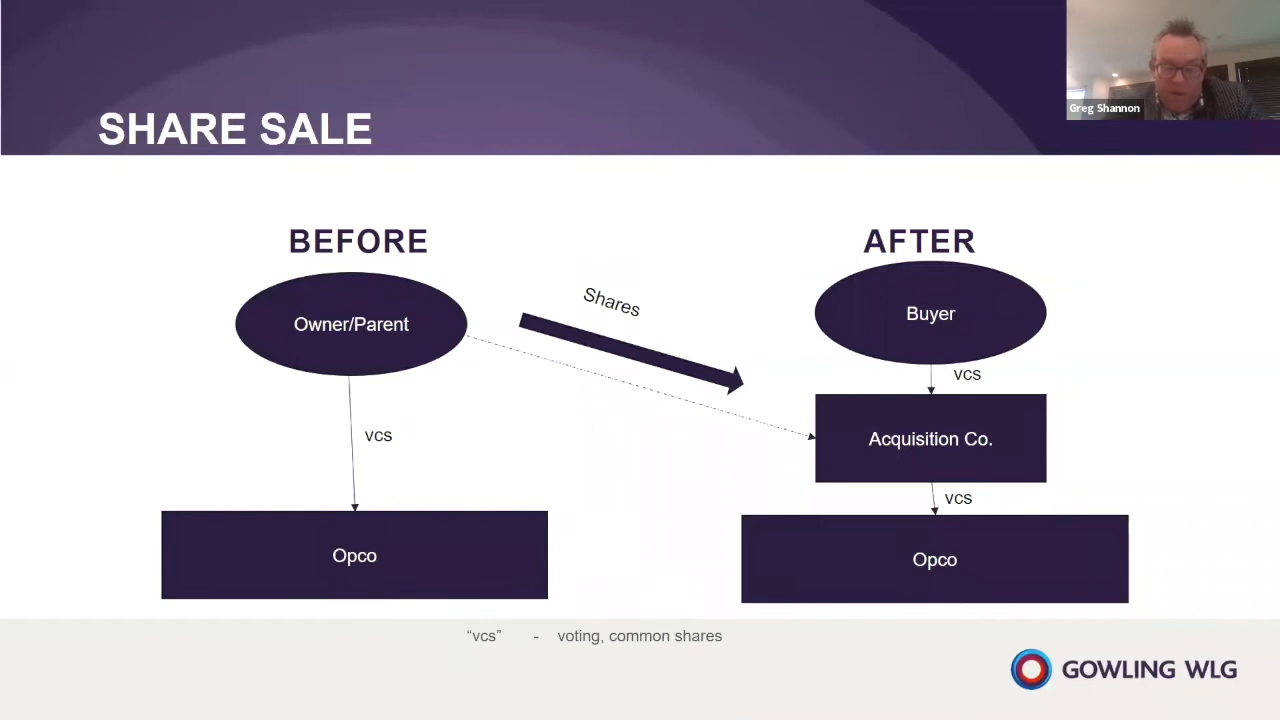 Greg Shannon
SHARE SALE
BEFORE
AFTER
Owner/Parent
Shares
Buyer
vcs
vcs
Acquisition Co.
vcs
Opco
Opco
“vcs” - voting, common shares
GOWLING WLG